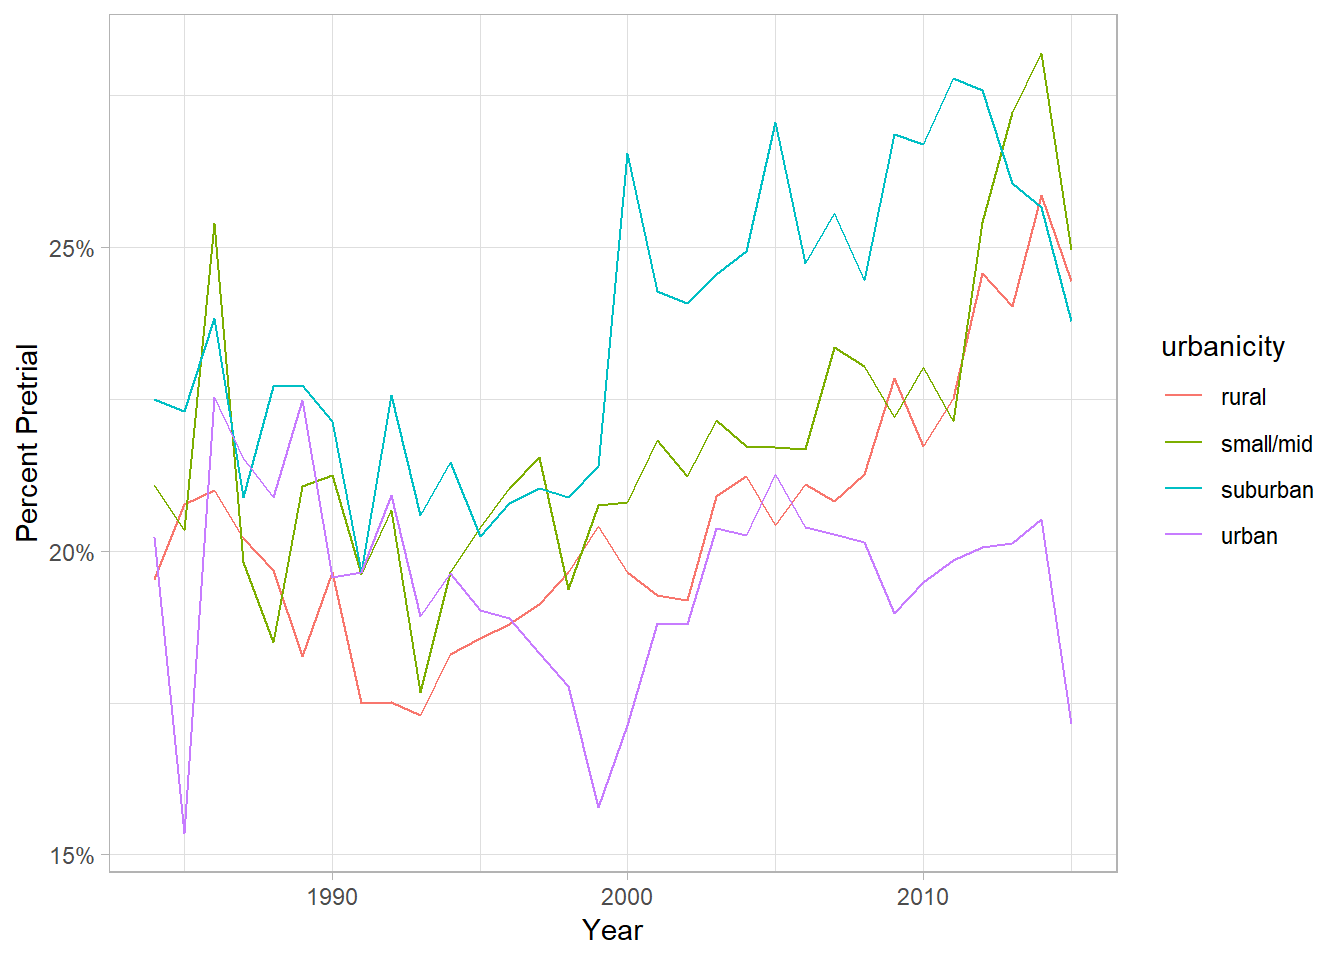 Percent Pretrial
25%
20%
15%
1990 2000 2010
Year
urbanicity
rural
small/mid
suburban
urban